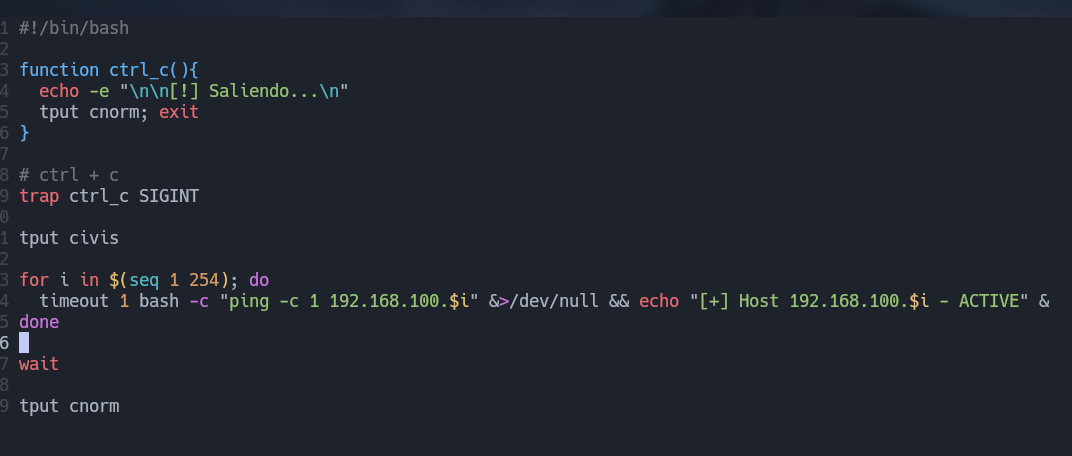 1 #!/bin/bash
2
3 function ctrl_c(){
4   echo -e "\n\n[!] Saliendo...\n"
5   tput cnorm; exit
6 }
7
8 # ctrl + c
9 trap ctrl_c SIGINT
0
1 tput civis
2
3 for i in $(seq 1 254); do
4   timeout 1 bash -c "ping -c 1 192.168.100.$i" &>/dev/null && echo "[+] Host 192.168.100.$i - ACTIVE" &
5 done
6
7 wait
8
9 tput cnorm